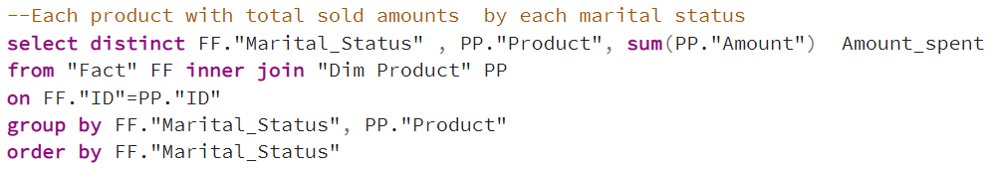 --Each product with total sold amounts  by each marital status
select distinct FF."Marital_Status" , PP."Product", sum(PP."Amount")  Amount_spent
from "Fact" FF inner join "Dim Product" PP
on FF."ID"=PP."ID"
group by FF."Marital_Status", PP."Product"
order by FF."Marital_Status"